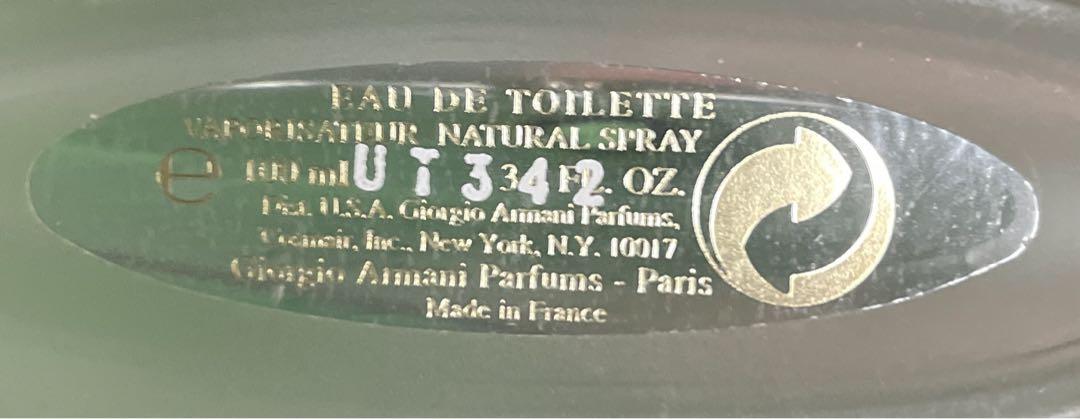 EAU DE TOILETTE
VAPORISATEUR NATURAL SPRAY
e 100 ml 3.4 FL. OZ.
UT342
Dist. U.S.A. Giorgio Armani Parfums,
Inc., New York, N.Y. 10017
Giorgio Armani Parfums - Paris
Made in France